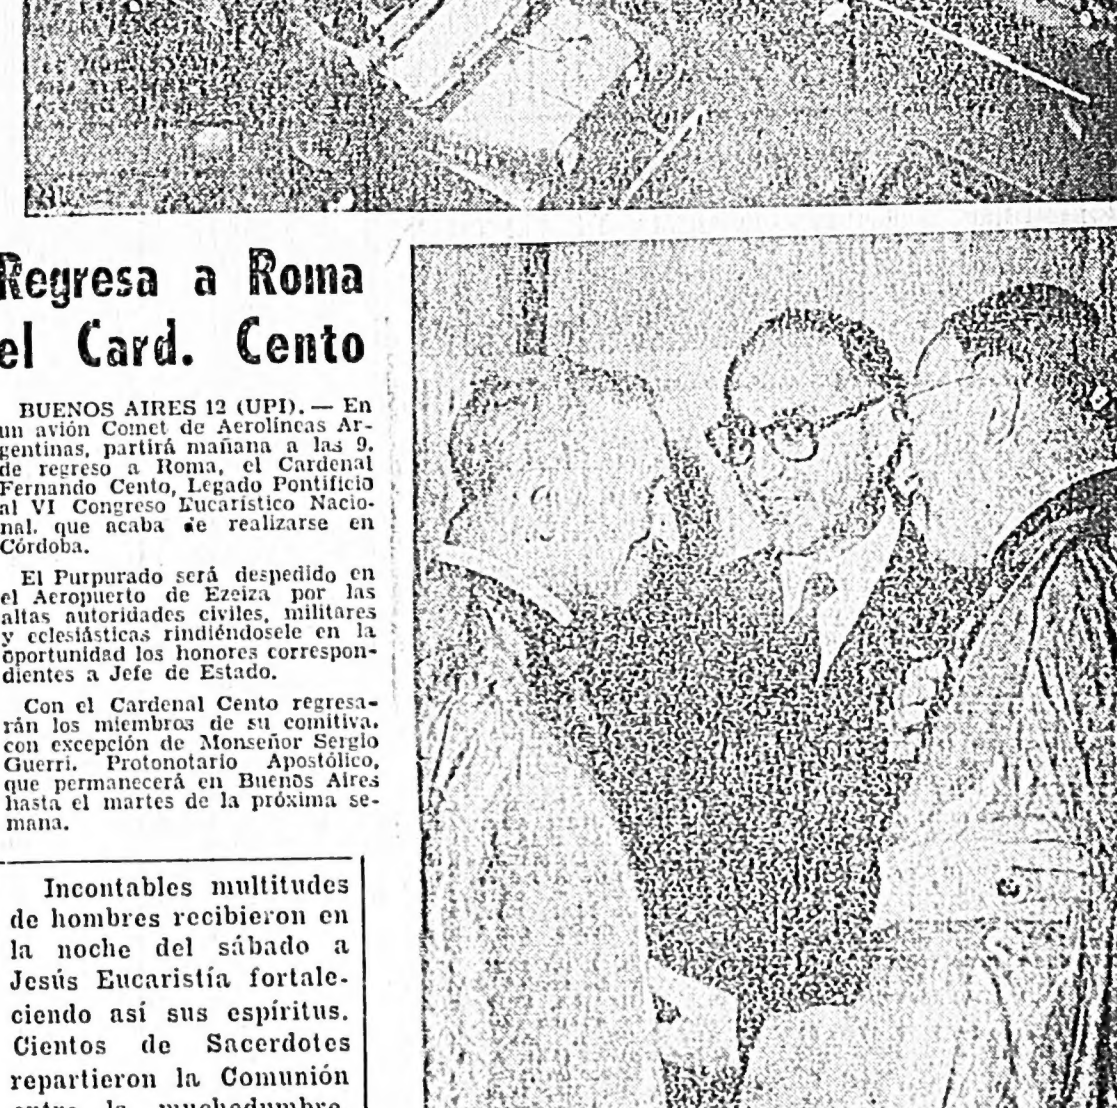 Regresa a Roma
el Card. Cento
BUENOS AIRES 12 (UPI). — En
un avión Comet de Aerolíneas Ar-
gentinas, partirá mañana a las 9,
de regreso a Roma, el Cardenal
Fernando Cento, Legado Pontificio
al VI Congreso Eucarístico Nacio-
nal, que acaba de realizarse en
Córdoba.
El Purpurado será despedido en
el Aeropuerto de Ezeiza por las
altas autoridades civiles, militares
y eclesiásticas rindiéndosele en la
oportunidad los honores correspon-
dientes a Jefe de Estado.
Con el Cardenal Cento regresa-
rán los miembros de su comitiva,
con excepción de Monseñor Sergio
Guerri, Protonotario Apostólico,
que permanecerá en Buenos Aires
hasta el martes de la próxima se-
mana.
Incontables multitudes
de hombres recibieron en
la noche del sábado a
Jesús Eucaristía fortale-
ciendo así sus espíritus.
Cientos de Sacerdotes
repartieron la Comunión
entre la muchedumbre.